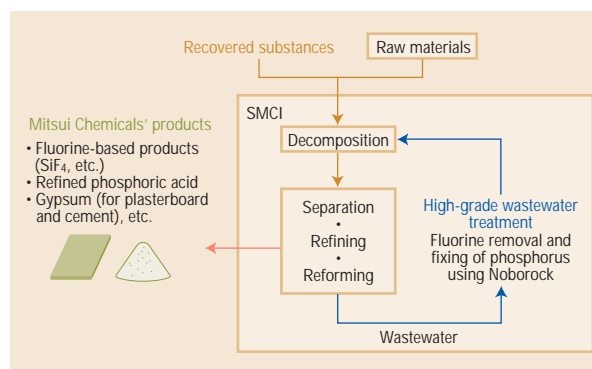 Recovered substances
Raw materials
SMCI
Decomposition
Mitsui Chemicals' products
• Fluorine-based products
(SiF₄, etc.)
• Refined phosphoric acid
• Gypsum (for plasterboard
and cement), etc.
Separation
•
Refining
•
Reforming
High-grade wastewater
treatment
Fluorine removal and
fixing of phosphorus
using Noborock
Wastewater